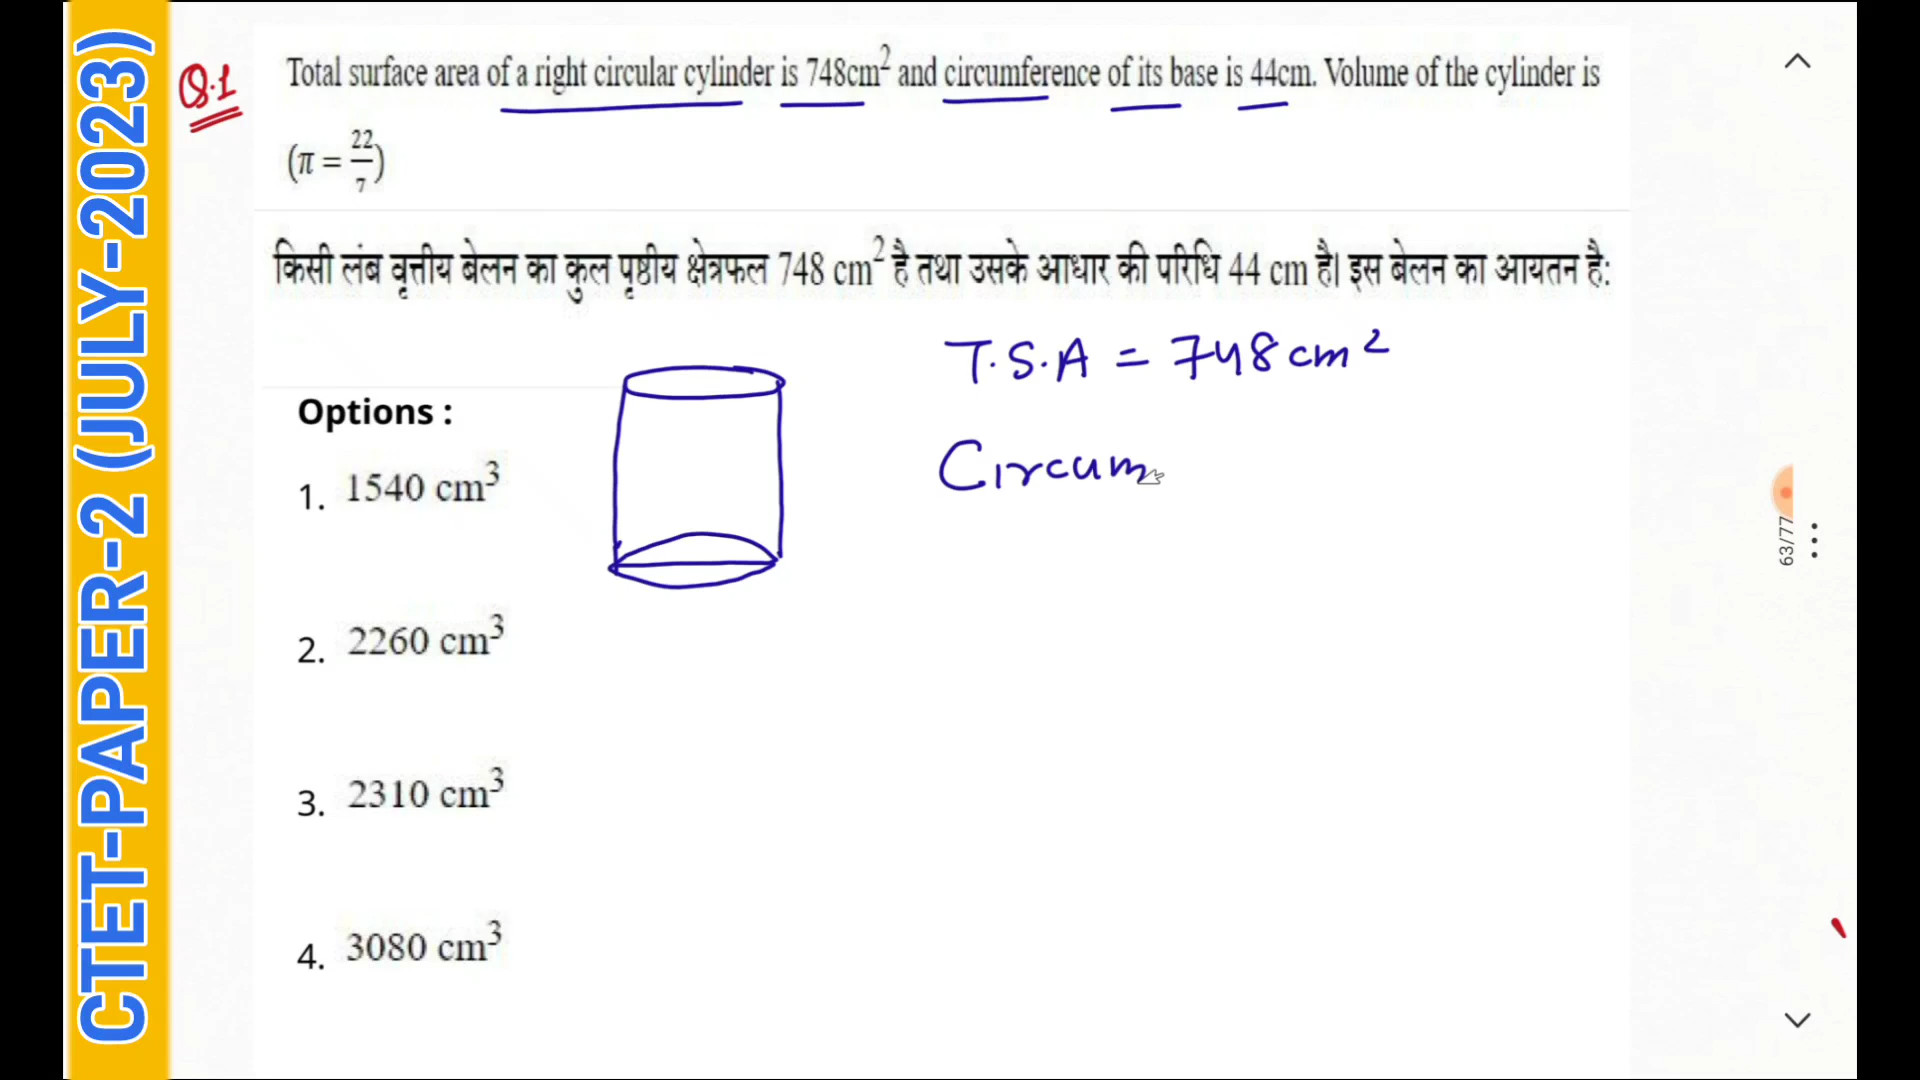 CTET-PAPER-2 (JULY-2023)
Q.1
Total surface area of a right circular cylinder is 748cm² and circumference of its base is 44cm. Volume of the cylinder is
(π = 22/7)
किसी लंब वृत्तीय बेलन का कुल पृष्ठीय क्षेत्रफल 748 cm² है तथा उसके आधार की परिधि 44 cm है। इस बेलन का आयतन है:
T.S.A = 748 cm²
Circum
Options :
1. 1540 cm³
2. 2260 cm³
3. 2310 cm³
4. 3080 cm³
63/77